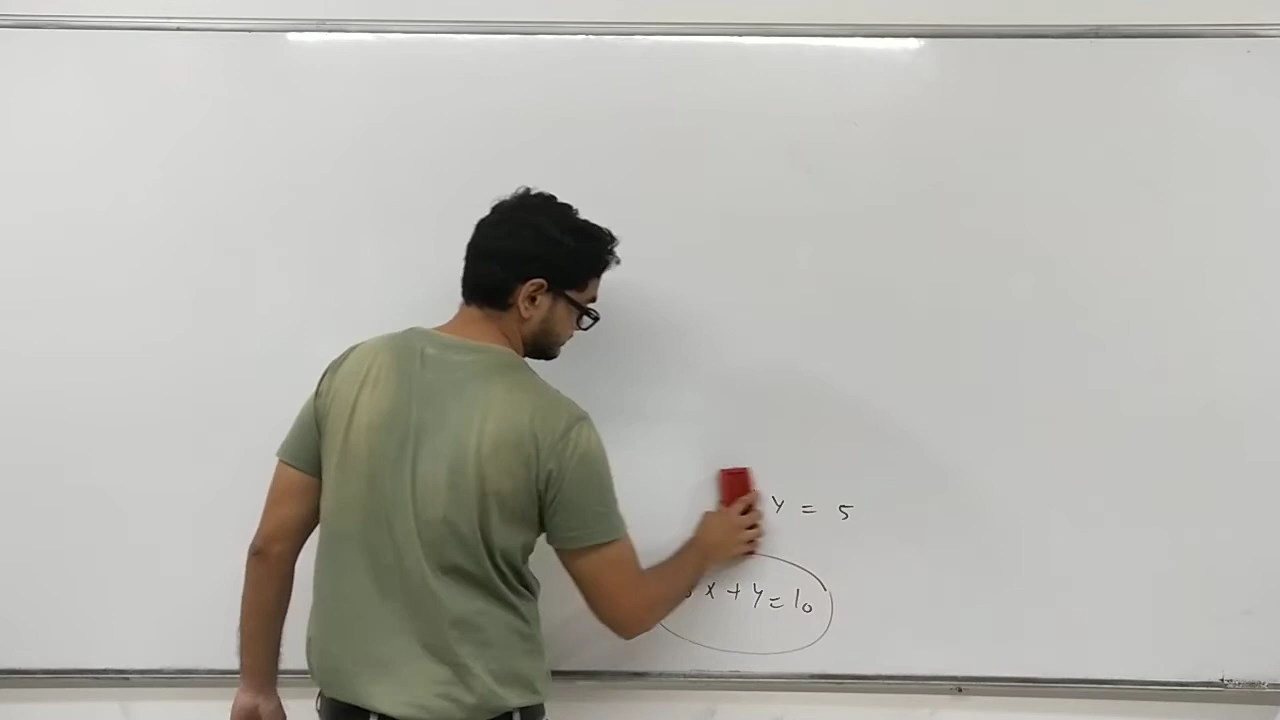 y = 5
x + y = 10